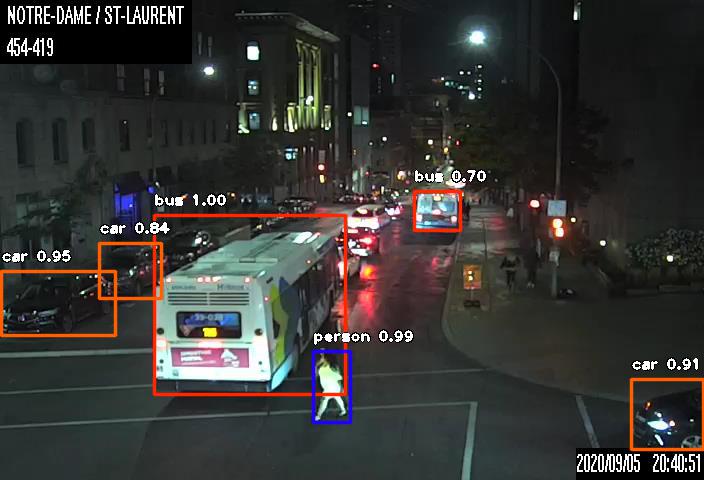 NOTRE-DAME / ST-LAURENT
454-419
bus 0.70
bus 1.00
car 0.84
car 0.95
person 0.99
car 0.91
2020/09/05 20:40:51